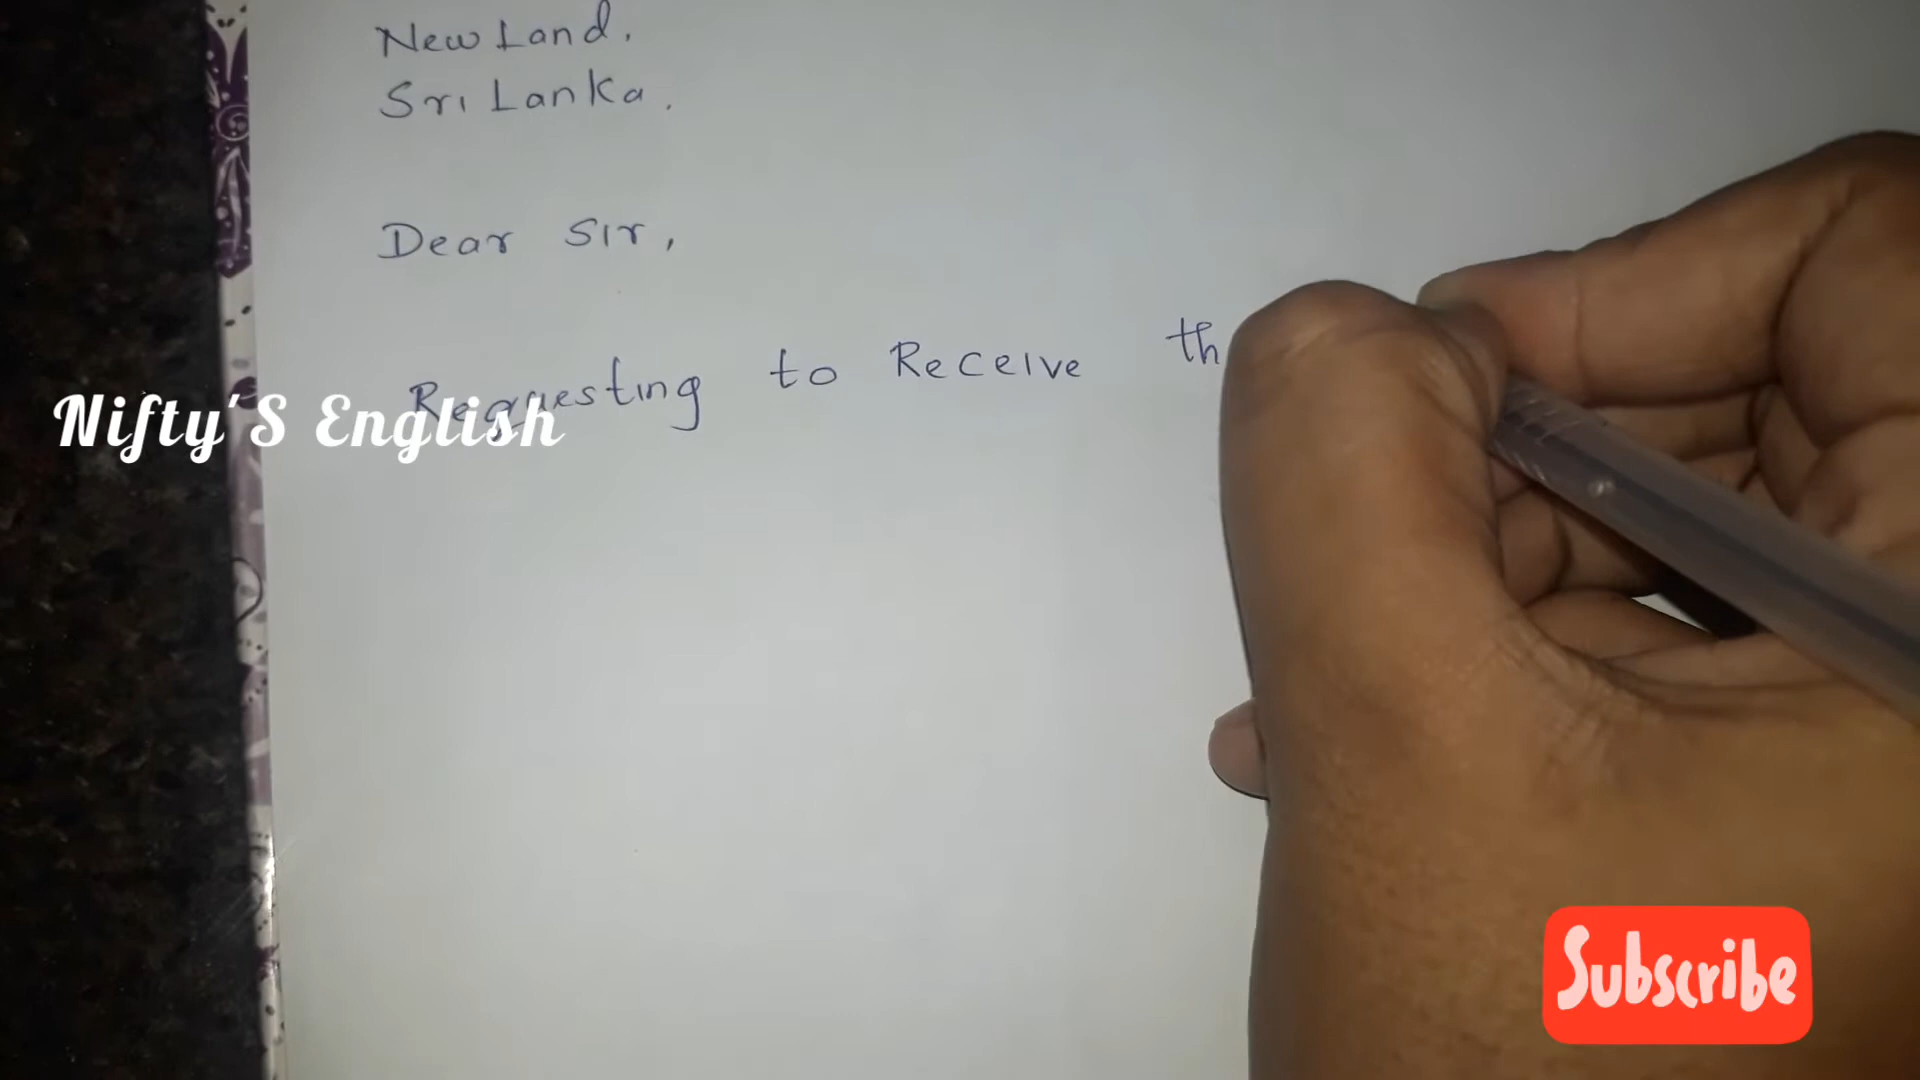 New Land.
Sri Lanka.
Dear Sir,
Requesting to Receive th
Nifty'S English
Subscribe